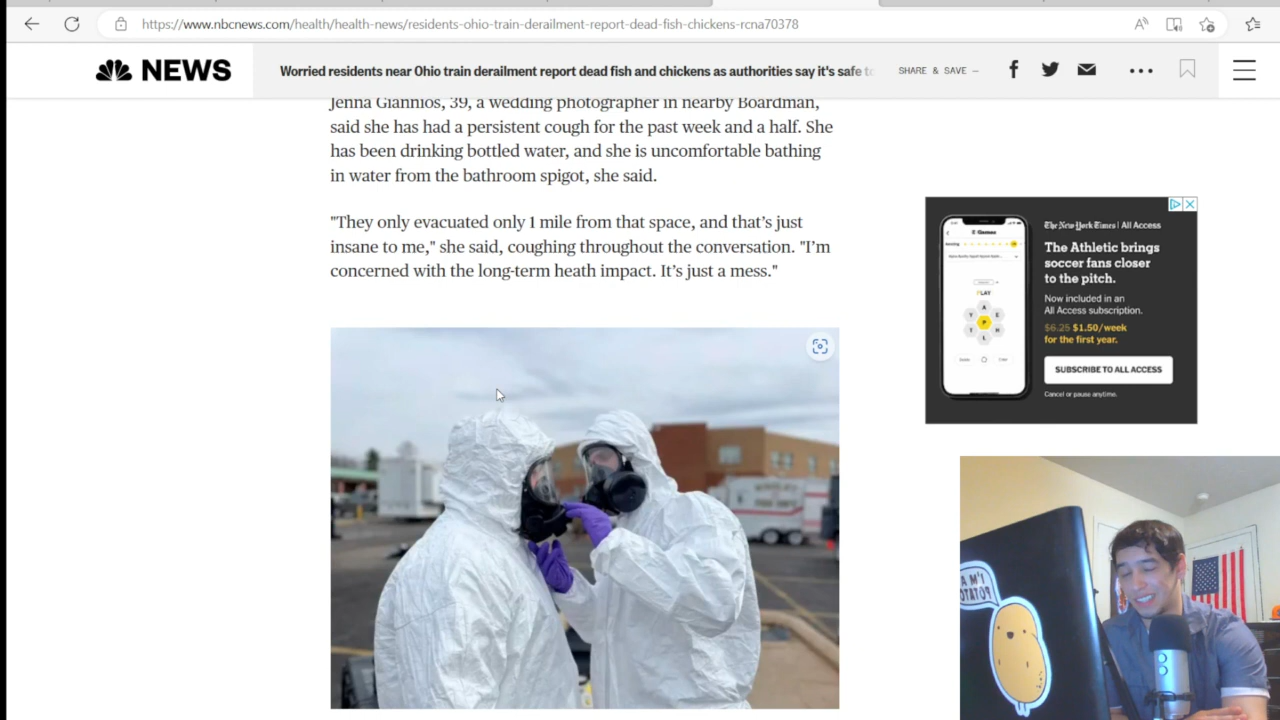 https://www.nbcnews.com/health/health-news/residents-ohio-train-derailment-report-dead-fish-chickens-rcna70378
NEWS
Worried residents near Ohio train derailment report dead fish and chickens as authorities say it's safe to
SHARE & SAVE —
Jenna Giannios, 39, a wedding photographer in nearby Boardman,
said she has had a persistent cough for the past week and a half. She
has been drinking bottled water, and she is uncomfortable bathing
in water from the bathroom spigot, she said.
"They only evacuated only 1 mile from that space, and that's just
insane to me," she said, coughing throughout the conversation. "I'm
concerned with the long-term heath impact. It's just a mess."
The New York Times | All Access
The Athletic brings
soccer fans closer
to the pitch.
Now included in an
All Access subscription.
$6.25 $1.50/week
for the first year.
SUBSCRIBE TO ALL ACCESS
Cancel or pause anytime.
PLAY
A
Y E
P
L
I'M A
POTATO